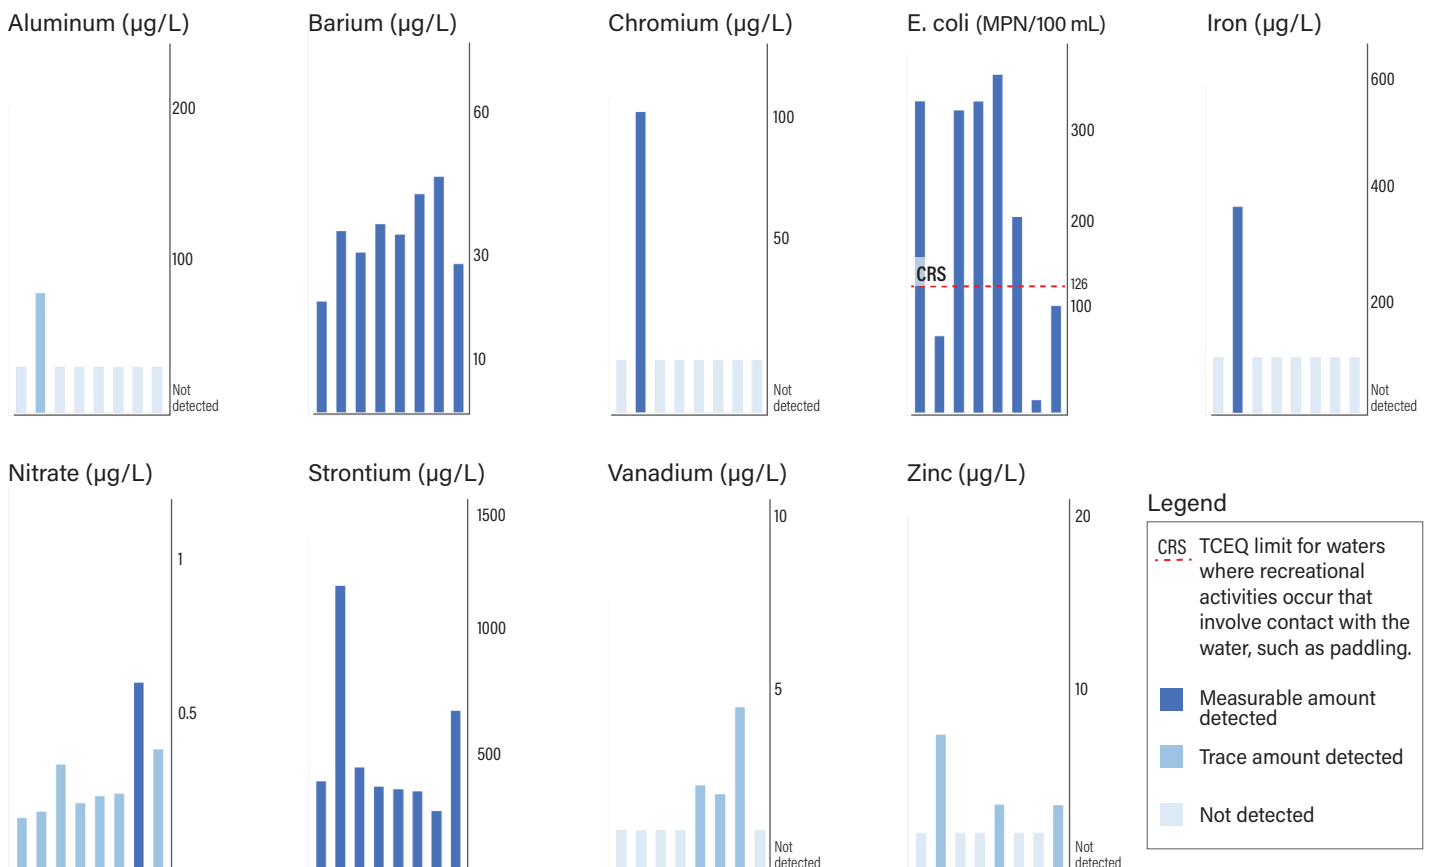 Aluminum (µg/L)
200
100
Not
detected
Barium (µg/L)
60
30
10
Chromium (µg/L)
100
50
Not
detected
E. coli (MPN/100 mL)
300
200
126
100
CRS
Iron (µg/L)
600
400
200
Not
detected
Nitrate (µg/L)
1
0.5
Strontium (µg/L)
1500
1000
500
Vanadium (µg/L)
10
5
Not
detected
Zinc (µg/L)
20
10
Not
detected
Legend
CRS TCEQ limit for waters
where recreational
activities occur that
involve contact with the
water, such as paddling.
Measurable amount
detected
Trace amount detected
Not detected